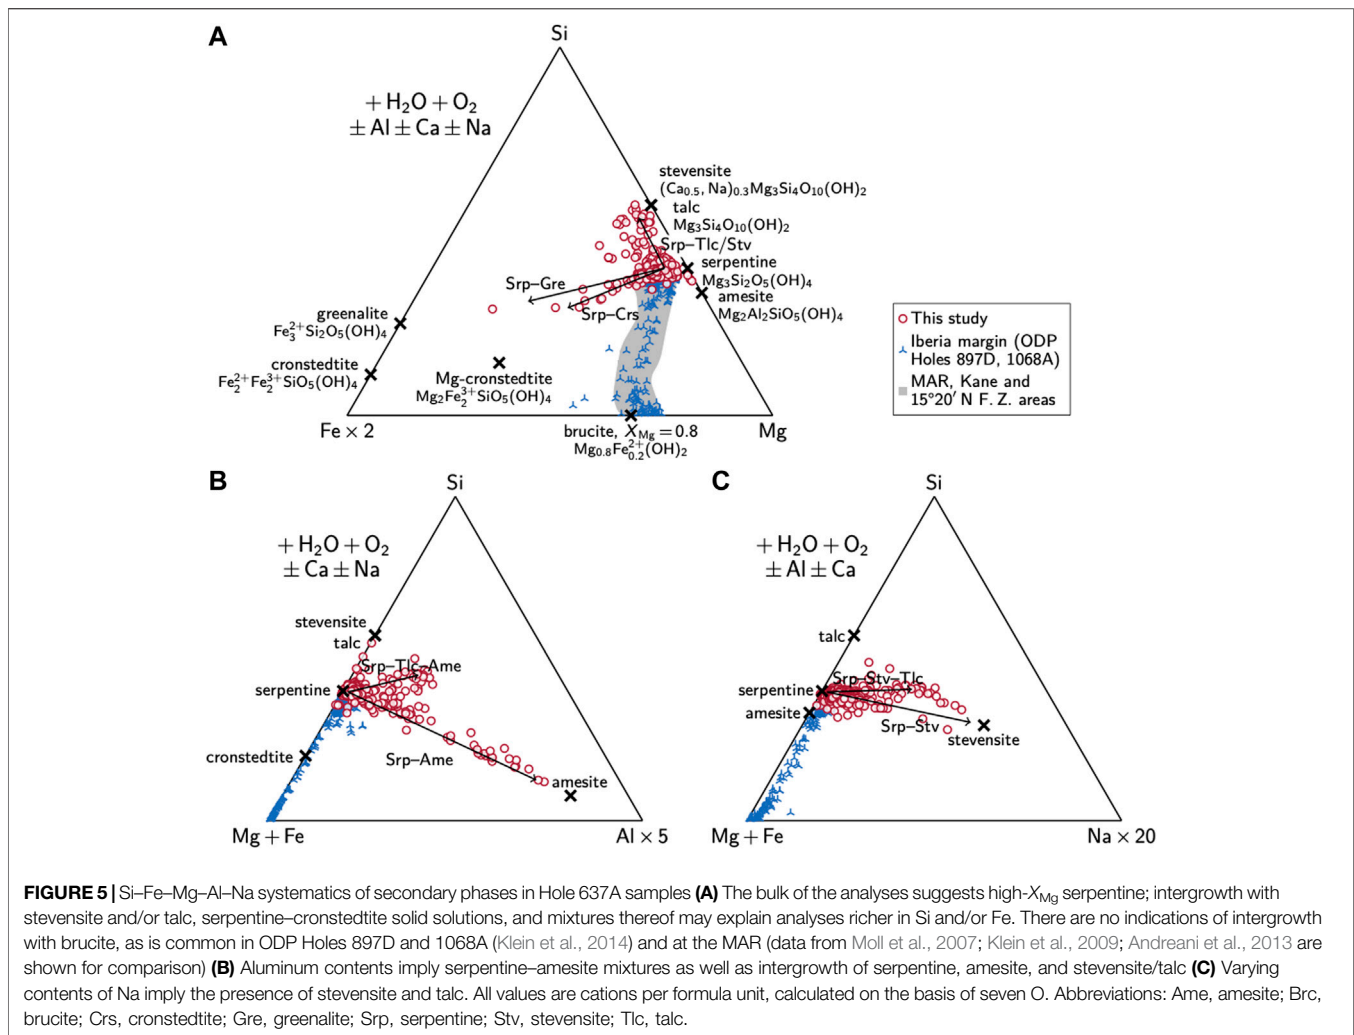 A
Si
+ H2O + O2
± Al ± Ca ± Na
stevensite
(Ca0.5, Na)0.3Mg3Si4O10(OH)2
talc
Mg3Si4O10(OH)2
Srp–Tlc/Stv
serpentine
Mg3Si2O5(OH)4
amesite
Mg2Al2SiO5(OH)4
Srp–Gre
Srp–Crs
greenalite
Fe3^2+Si2O5(OH)4
cronstedtite
Fe2^2+Fe2^3+SiO5(OH)4
Mg-cronstedtite
Mg2Fe2^3+SiO5(OH)4
Fe × 2
brucite, XMg = 0.8
Mg0.8Fe0.2^2+(OH)2
Mg
This study
Iberia margin (ODP
Holes 897D, 1068A)
MAR, Kane and
15°20′ N F. Z. areas
B
Si
+ H2O + O2
± Ca ± Na
stevensite
talc
Srp–Tlc–Ame
serpentine
cronstedtite
Srp–Ame
amesite
Mg + Fe
Al × 5
C
Si
+ H2O + O2
± Al ± Ca
talc
Srp–Stv–Tlc
serpentine
amesite
Srp–Stv
stevensite
Mg + Fe
Na × 20
FIGURE 5 | Si–Fe–Mg–Al–Na systematics of secondary phases in Hole 637A samples (A) The bulk of the analyses suggests high-XMg serpentine; intergrowth with
stevensite and/or talc, serpentine–cronstedtite solid solutions, and mixtures thereof may explain analyses richer in Si and/or Fe. There are no indications of intergrowth
with brucite, as is common in ODP Holes 897D and 1068A (Klein et al., 2014) and at the MAR (data from Moll et al., 2007; Klein et al., 2009; Andreani et al., 2013 are
shown for comparison) (B) Aluminum contents imply serpentine–amesite mixtures as well as intergrowth of serpentine, amesite, and stevensite/talc (C) Varying
contents of Na imply the presence of stevensite and talc. All values are cations per formula unit, calculated on the basis of seven O. Abbreviations: Ame, amesite; Brc,
brucite; Crs, cronstedtite; Gre, greenalite; Srp, serpentine; Stv, stevensite; Tlc, talc.